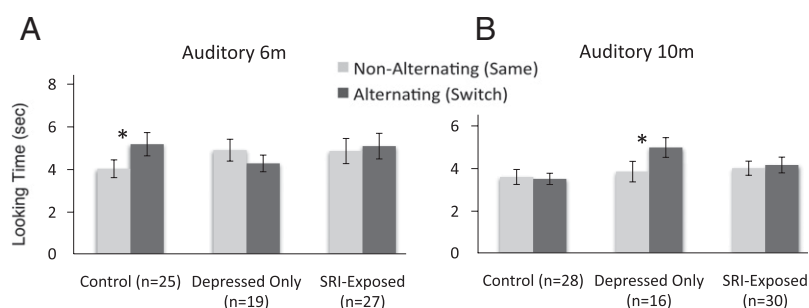 A
Auditory 6m
Looking Time (sec)
8
6
4
2
0
*
Control (n=25)
Depressed Only
(n=19)
SRI-Exposed
(n=27)
Non-Alternating (Same)
Alternating (Switch)
B
Auditory 10m
6
4
2
0
*
Control (n=28)
Depressed Only
(n=16)
SRI-Exposed
(n=30)